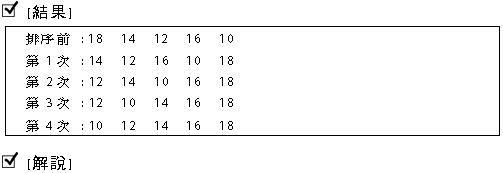 [結果]
排序前 :18 14 12 16 10
第 1 次 :14 12 16 10 18
第 2 次 :12 14 10 16 18
第 3 次 :12 10 14 16 18
第 4 次 :10 12 14 16 18
[解說]